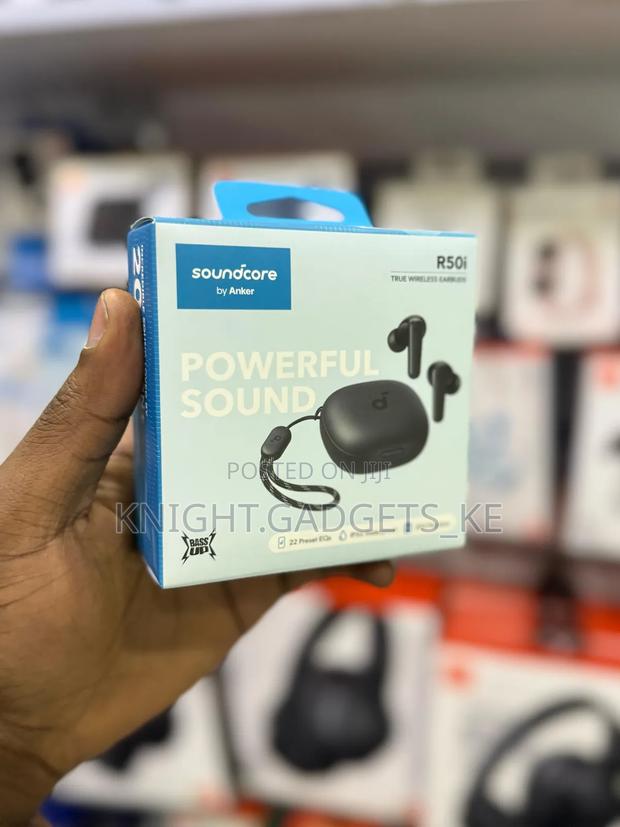 soundcore
by Anker
R50i
TRUE WIRELESS EARBUDS
POWERFUL
SOUND
POSTED ON JIJI
KNIGHT.GADGETS_KE
BASS
UP
22 Preset EQs